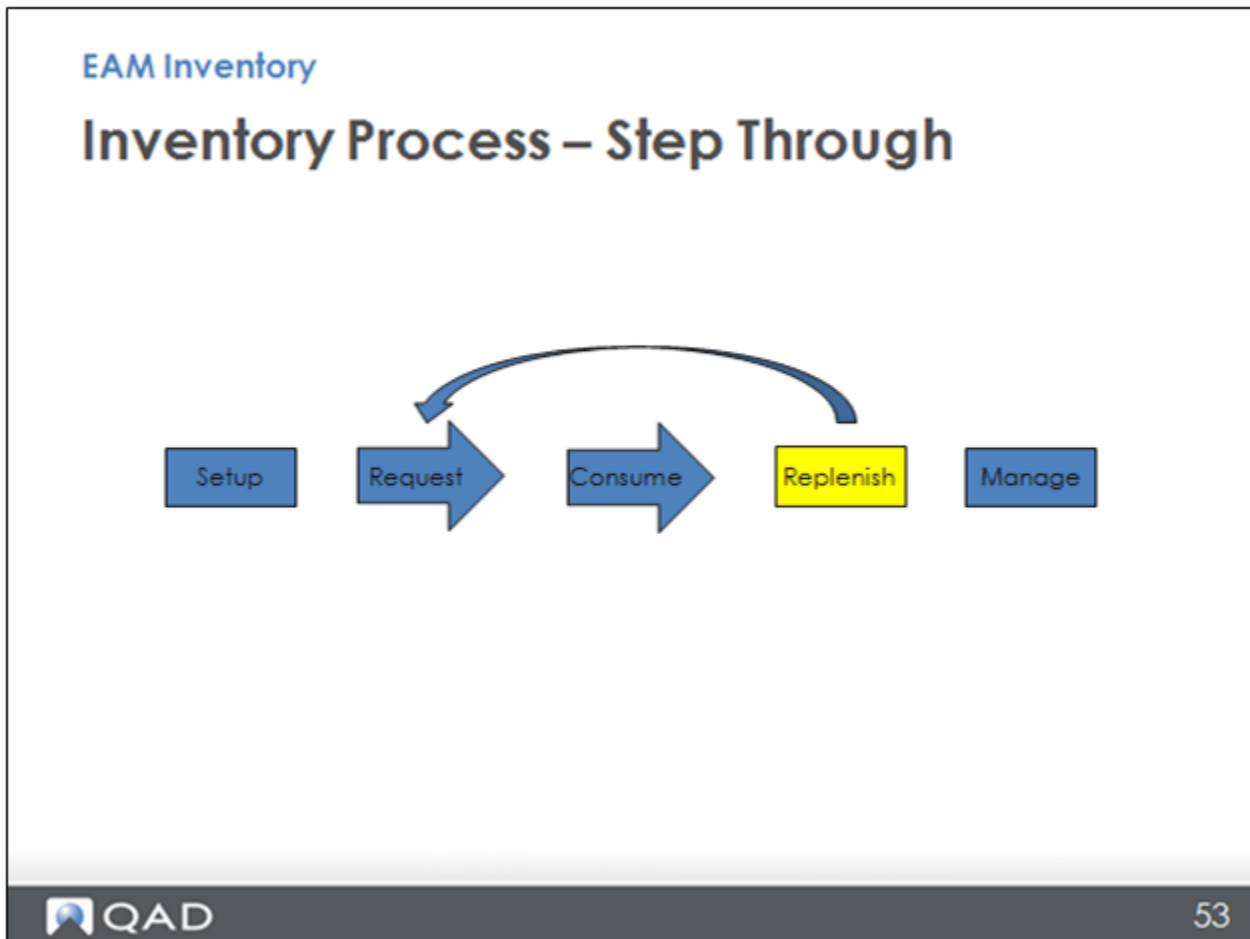 EAM Inventory
Inventory Process – Step Through
Setup
Request
Consume
Replenish
Manage
QAD
53